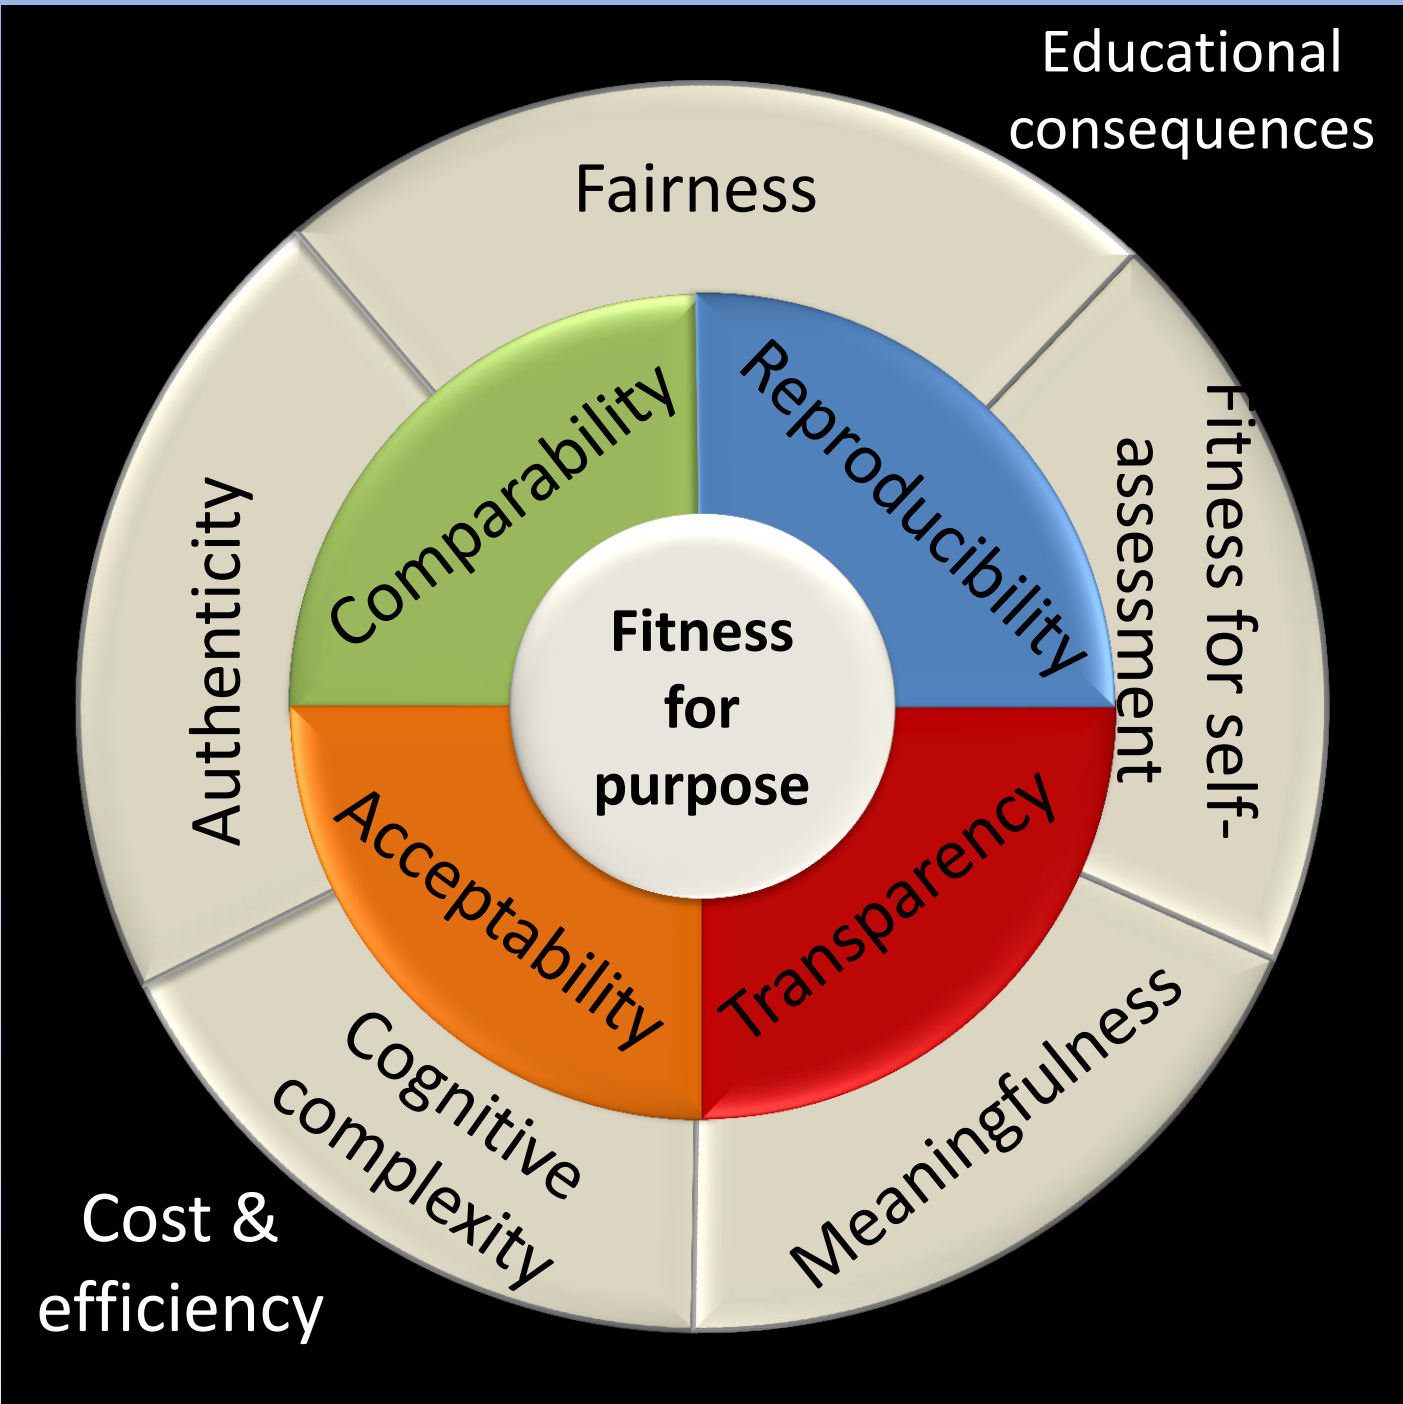 Educational
consequences
Fairness
Comparability
Reproducibility
Authenticity
Fitness for self-
assessment
Fitness
for
purpose
Acceptability
Transparency
Cognitive
complexity
Meaningfulness
Cost &
efficiency